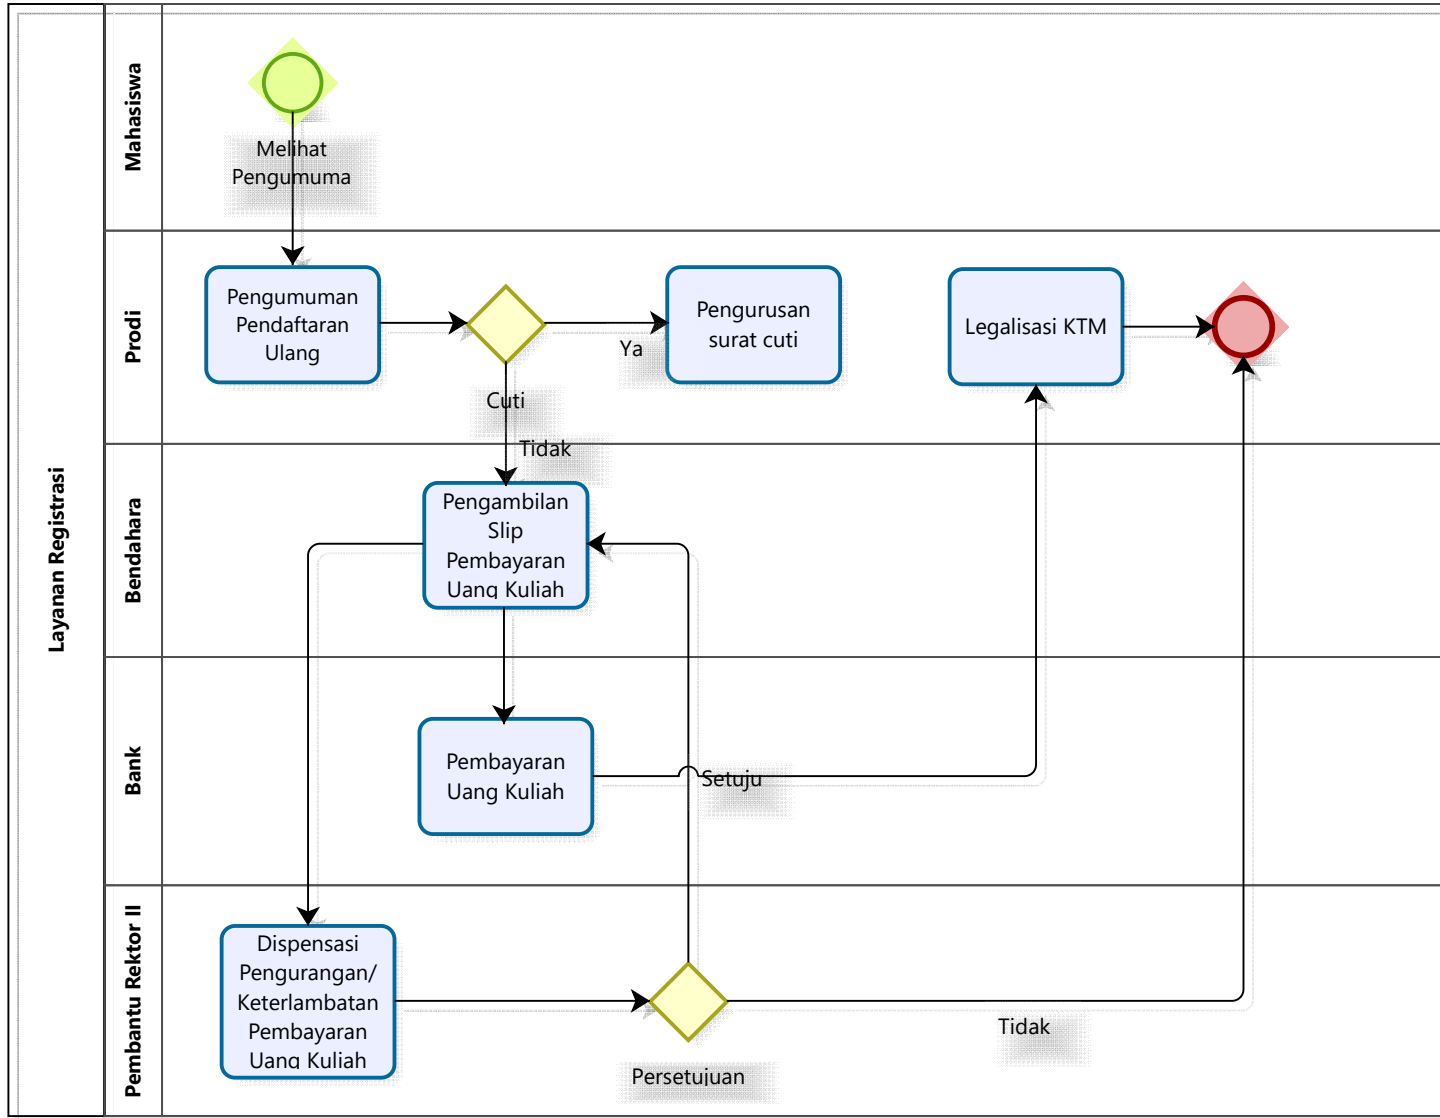 Layanan Registrasi
Mahasiswa
Melihat
Pengumuma
Prodi
Pengumuman
Pendaftaran
Ulang
Cuti
Ya
Tidak
Pengurusan
surat cuti
Legalisasi KTM
Bendahara
Pengambilan
Slip
Pembayaran
Uang Kuliah
Bank
Pembayaran
Uang Kuliah
Setuju
Pembantu Rektor II
Dispensasi
Pengurangan/
Keterlambatan
Pembayaran
Uang Kuliah
Persetujuan
Tidak